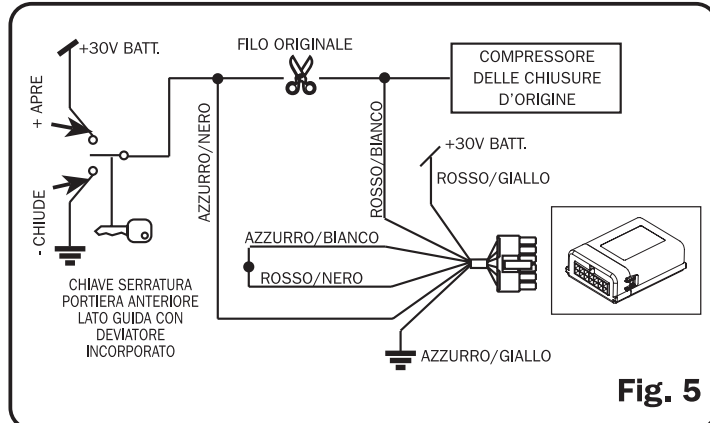 +30V BATT.
FILO ORIGINALE
COMPRESSORE
DELLE CHIUSURE
D'ORIGINE
+ APRE
- CHIUDE
AZZURRO/NERO
ROSSO/BIANCO
+30V BATT.
ROSSO/GIALLO
AZZURRO/BIANCO
ROSSO/NERO
CHIAVE SERRATURA
PORTIERA ANTERIORE
LATO GUIDA CON
DEVIATORE
INCORPORATO
AZZURRO/GIALLO
Fig. 5